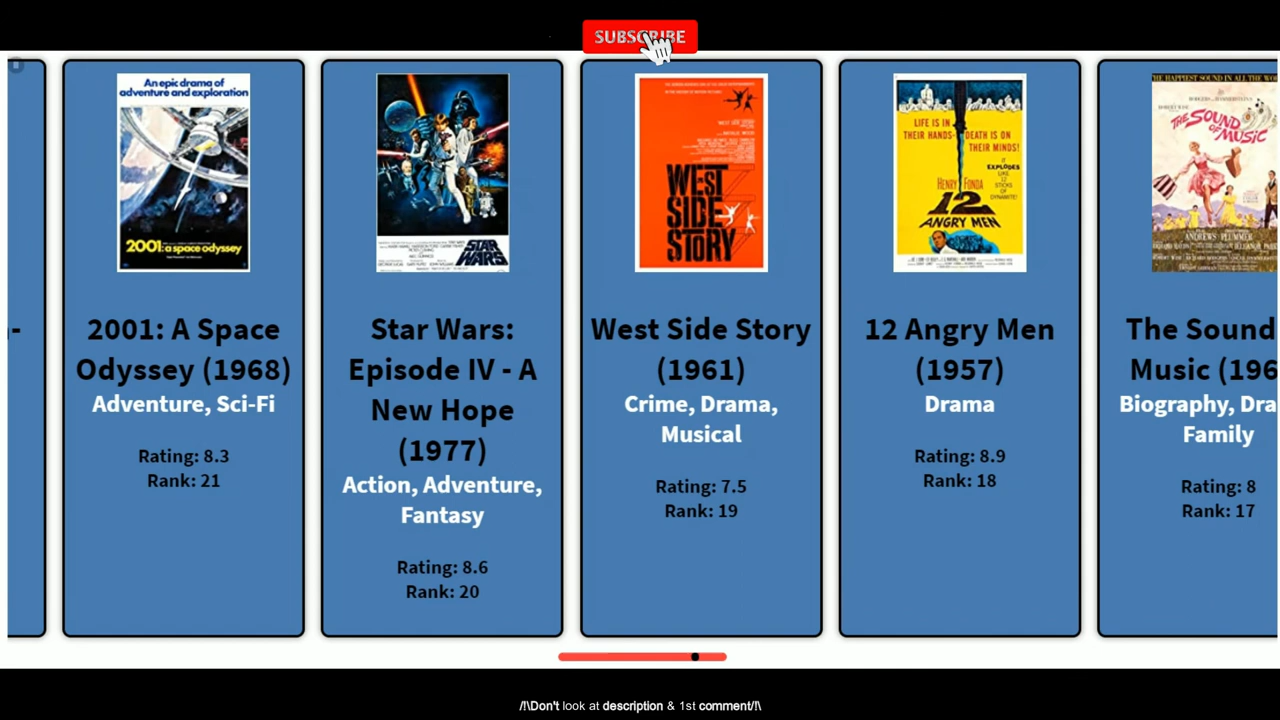 SUBSCRIBE
An epic drama of
adventure and exploration
2001: a space odyssey
2001: A Space
Odyssey (1968)
Adventure, Sci-Fi
Rating: 8.3
Rank: 21
STAR
WARS
Star Wars:
Episode IV - A
New Hope
(1977)
Action, Adventure,
Fantasy
Rating: 8.6
Rank: 20
WEST
SIDE
STORY
West Side Story
(1961)
Crime, Drama,
Musical
Rating: 7.5
Rank: 19
LIFE IS IN
THEIR HANDS- DEATH IS ON
THEIR MINDS!
IT
EXPLODES
LIKE
12
STICKS
OF
DYNAMITE!
HENRY FONDA
12
ANGRY MEN
12 Angry Men
(1957)
Drama
Rating: 8.9
Rank: 18
THE HAPPIEST SOUND IN ALL THE WO
THE SOUND
OF MUSIC
ANDREWS PLUMMER
The Sound
Music (196
Biography, Dra
Family
Rating: 8
Rank: 17
/!\Don't look at description & 1st comment/!\